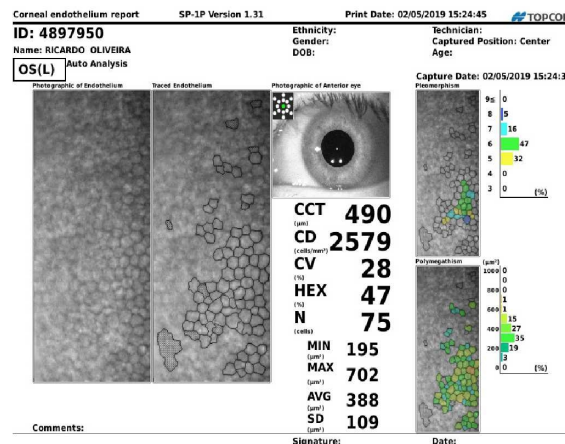 Corneal endothelium report SP-1P Version 1.31 Print Date: 02/05/2019 15:24:45 TOPCO
ID: 4897950
Name: RICARDO OLIVEIRA
OS(L) Auto Analysis
Ethnicity:
Gender:
DOB:
Technician:
Captured Position: Center
Age:
Capture Date: 02/05/2019 15:24:3
Photographic of Endothelium
Traced Endothelium
Photographic of Anterior eye
CCT (μm) 490
CD (cells/mm²) 2579
CV (%) 28
HEX (%) 47
N (cells) 75
MIN (μm²) 195
MAX (μm²) 702
AVG (μm²) 388
SD (μm²) 109
Pleomorphism
9≤ 0
8 5
7 16
6 47
5 32
4 0
3 0 (%)
Polymegathism (μm²)
1000 0
0
800 0
1
600 1
15
400 27
35
200 19
3
0 0 (%)
Comments:
Signature: Date: